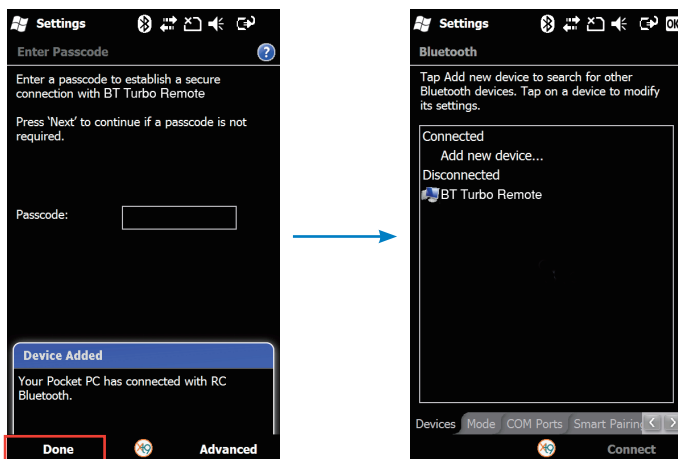 Settings
Enter Passcode
?
Enter a passcode to establish a secure
connection with BT Turbo Remote
Press 'Next' to continue if a passcode is not
required.
Passcode:
Device Added
Your Pocket PC has connected with RC
Bluetooth.
Done
Advanced
Settings
OK
Bluetooth
Tap Add new device to search for other
Bluetooth devices. Tap on a device to modify
its settings.
Connected
Add new device...
Disconnected
BT Turbo Remote
Devices Mode COM Ports Smart Pairing
Connect